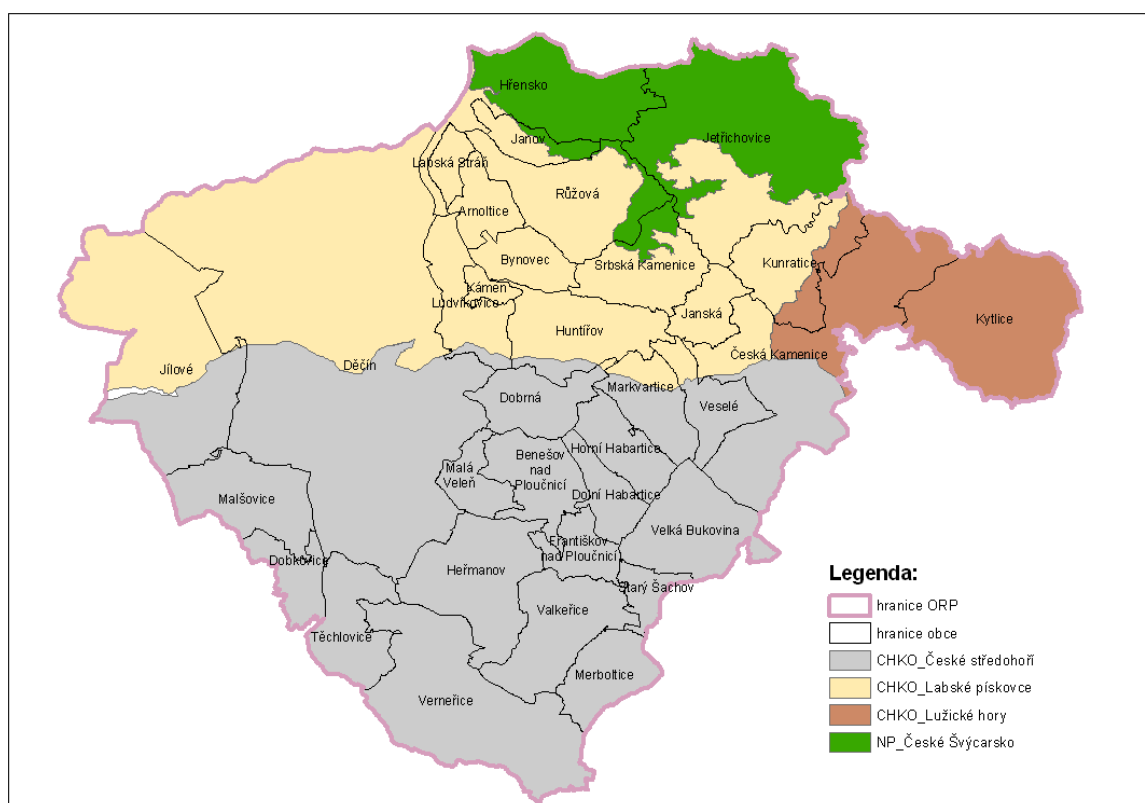 Hřensko
Jetřichovice
Janov
Labská Stráň
Růžová
Arnoltice
Bynovec
Srbská Kamenice
Kunratice
Kámen
Ludvíkovice
Janská
Kytlice
Huntířov
Česká Kamenice
Jílové
Děčín
Markvartice
Dobrná
Veselé
Horní Habartice
Benešov
nad
Ploučnicí
Malá
Veleň
Dolní Habartice
Malšovice
Velká Bukovina
Františkov
nad Ploučnicí
Dobkovice
Heřmanov
Starý Šachov
Valkeřice
Těchlovice
Merboltice
Verneřice
Legenda:
hranice ORP
hranice obce
CHKO_České středohoří
CHKO_Labské pískovce
CHKO_Lužické hory
NP_České Švýcarsko